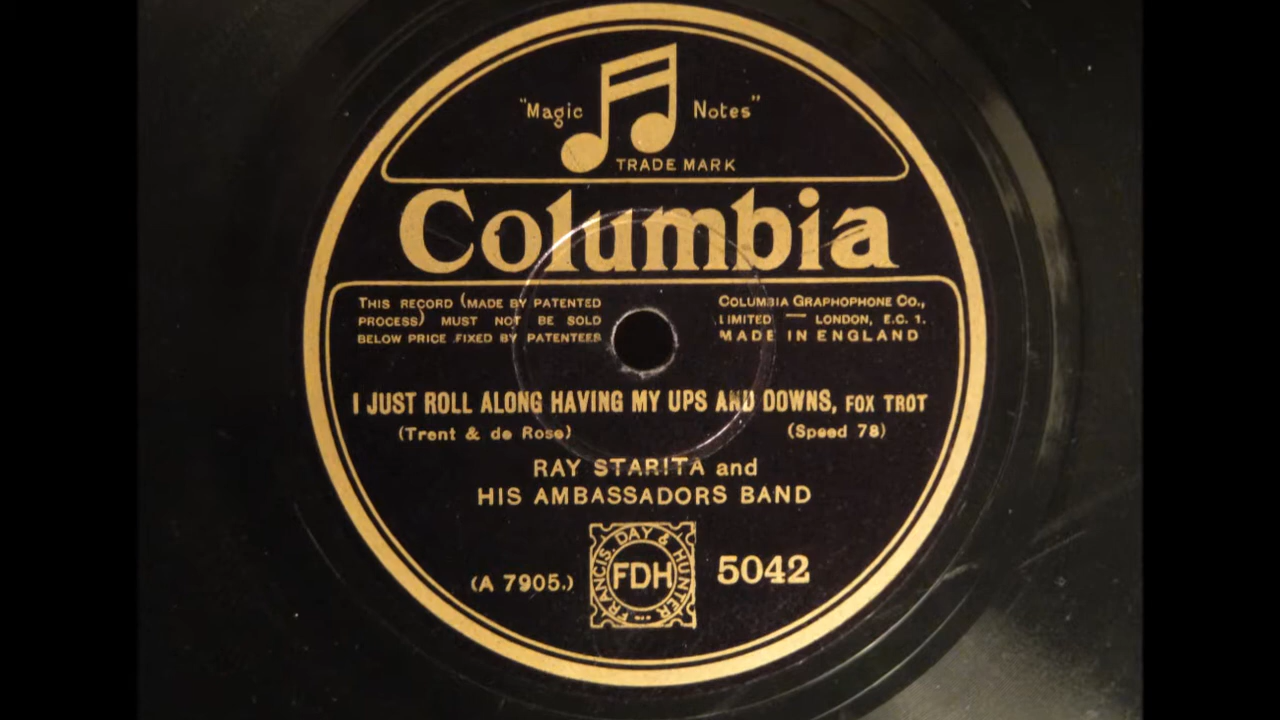 "Magic Notes"
TRADE MARK
Columbia
THIS RECORD (MADE BY PATENTED
PROCESS) MUST NOT BE SOLD
BELOW PRICE FIXED BY PATENTEES
COLUMBIA GRAPHOPHONE CO.,
LIMITED — LONDON, E.C. 1.
MADE IN ENGLAND
I JUST ROLL ALONG HAVING MY UPS AND DOWNS, FOX TROT
(Trent & de Rose) (Speed 78)
RAY STARITA and
HIS AMBASSADORS BAND
(A 7905.)
FRANCIS, DAY & HUNTER
FDH
5042